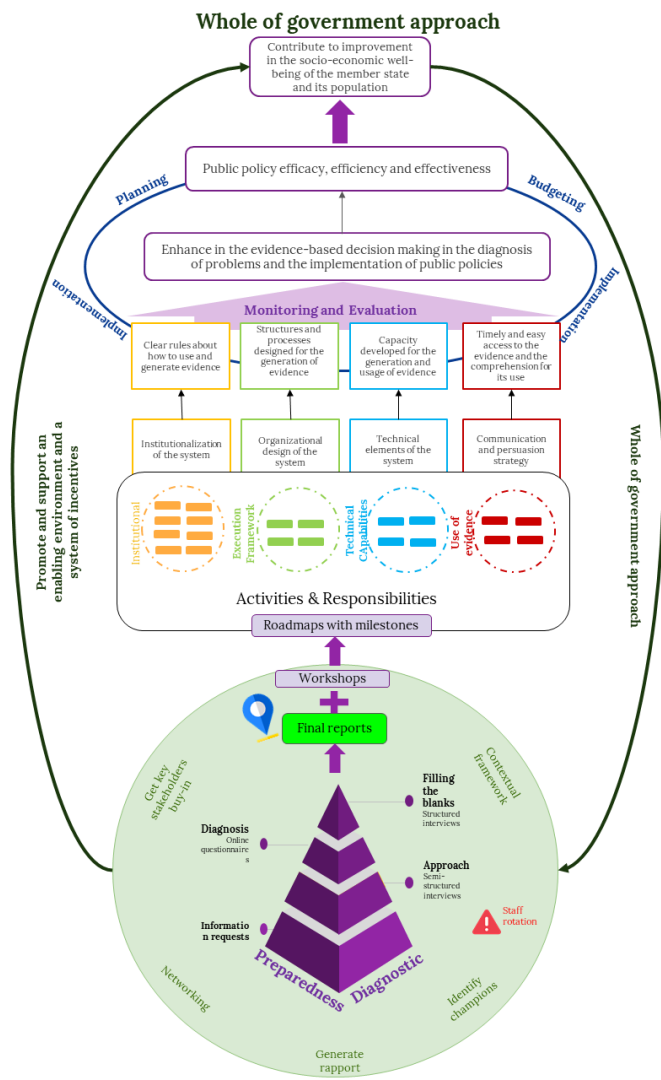 Whole of government approach
Contribute to improvement
in the socio-economic well-
being of the member state
and its population
Public policy efficacy, efficiency and effectiveness
Planning
Budgeting
Enhance in the evidence-based decision making in the diagnosis
of problems and the implementation of public policies
Implementation
Implementation
Monitoring and Evaluation
Clear rules about
how to use and
generate evidence
Structures and
processes
designed for the
generation of
evidence
Capacity
developed for the
generation and
usage of evidence
Timely and easy
access to the
evidence and the
comprehension for
its use
Institutionalization
of the system
Organizational
design of the
system
Technical
elements of the
system
Communication
and persuasion
strategy
Promote and support an
enabling environment and a
system of incentives
Whole of government approach
Institutional
Execution
Framework
Technical
CApabilities
Use of
evidence
Activities & Responsibilities
Roadmaps with milestones
Workshops
Final reports
Get key
stakeholders
buy-in
Contextual
framework
Filling
the
blanks
Structured
interviews
Diagnosis
Online
questionnaire
s
Approach
Semi-
structured
interviews
Staff
rotation
Informatio
n requests
Preparedness
Diagnostic
Networking
Identify
champions
Generate
rapport